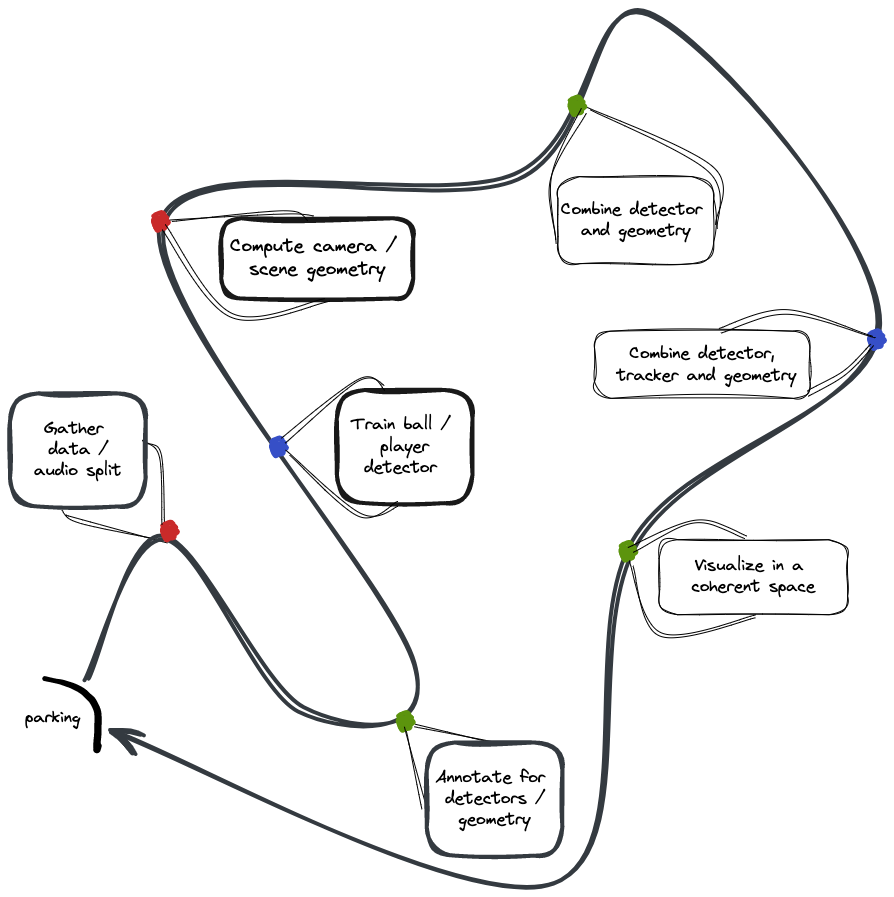 Combine detector
and geometry
Compute camera /
scene geometry
Combine detector,
tracker and geometry
Train ball /
player
detector
Gather
data /
audio split
Visualize in a
coherent space
parking
Annotate for
detectors /
geometry